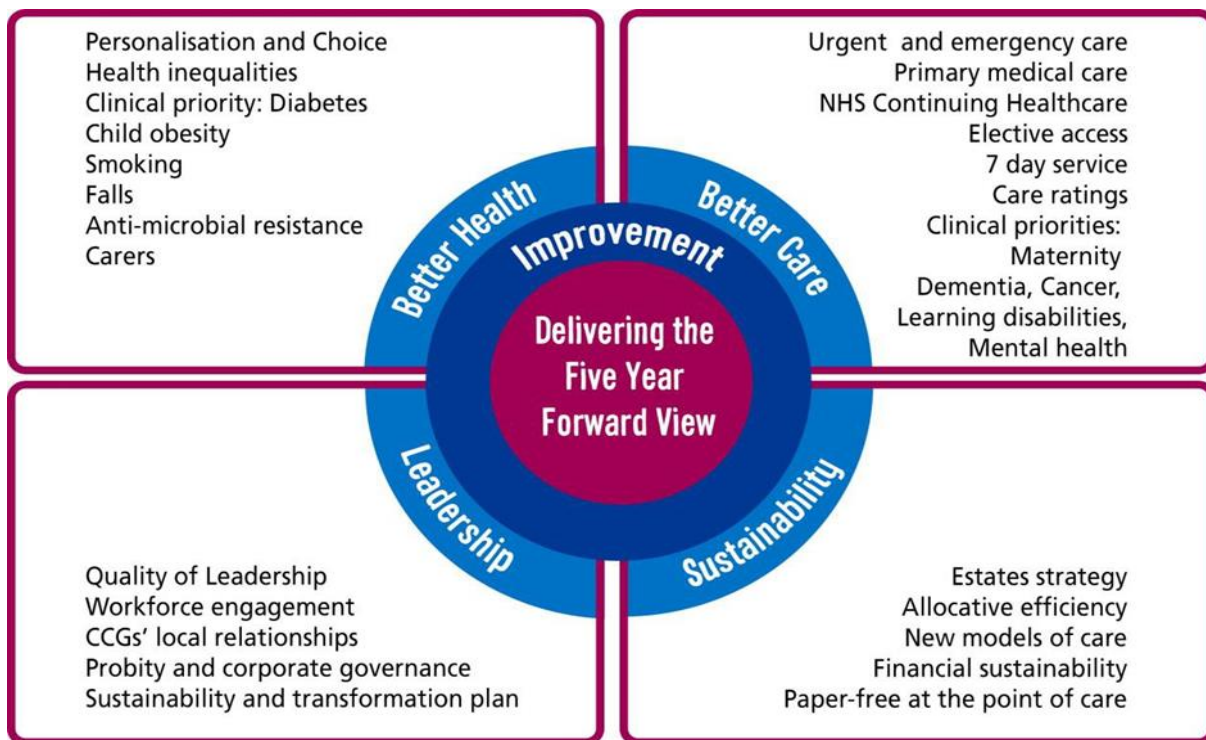 Personalisation and Choice
Health inequalities
Clinical priority: Diabetes
Child obesity
Smoking
Falls
Anti-microbial resistance
Carers
Urgent and emergency care
Primary medical care
NHS Continuing Healthcare
Elective access
7 day service
Care ratings
Clinical priorities:
Maternity
Dementia, Cancer,
Learning disabilities,
Mental health
Better Health
Better Care
Improvement
Delivering the
Five Year
Forward View
Leadership
Sustainability
Quality of Leadership
Workforce engagement
CCGs' local relationships
Probity and corporate governance
Sustainability and transformation plan
Estates strategy
Allocative efficiency
New models of care
Financial sustainability
Paper-free at the point of care